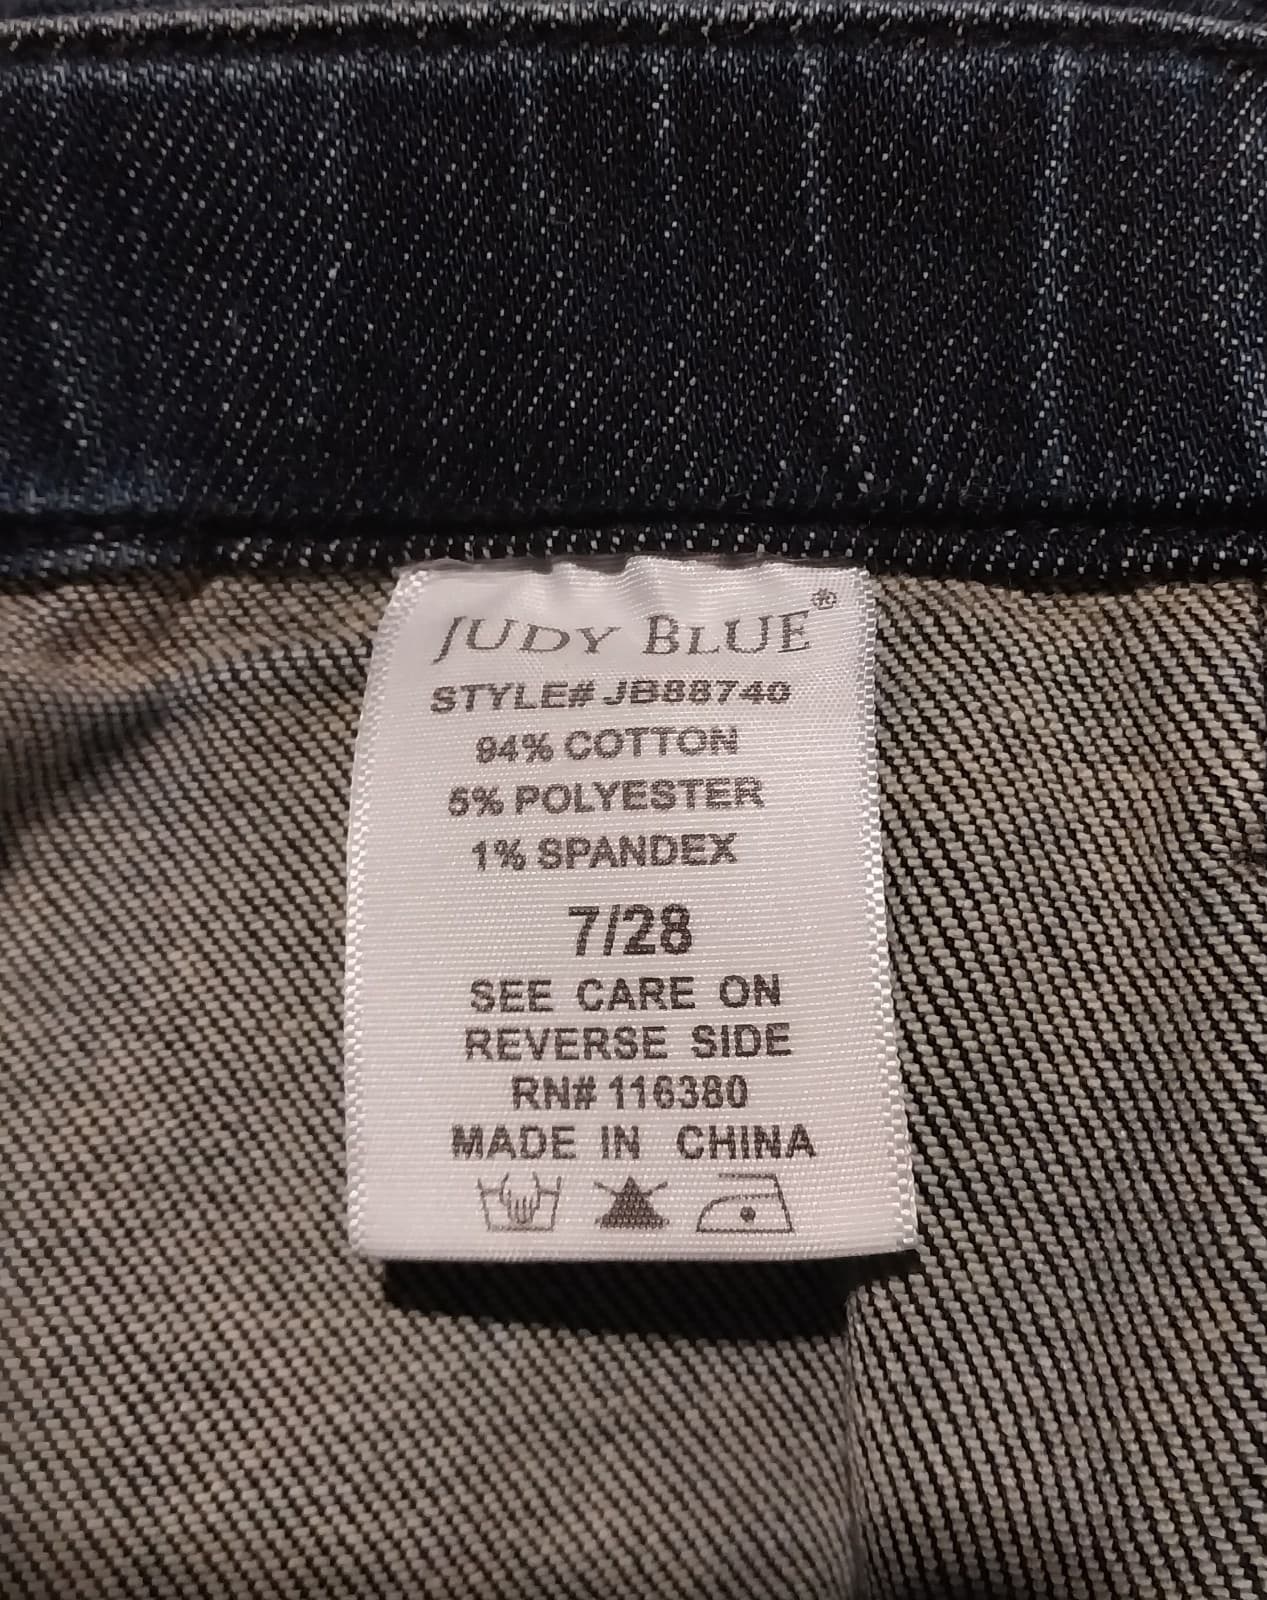 JUDY BLUE®
STYLE# JB88740
94% COTTON
5% POLYESTER
1% SPANDEX
7/28
SEE CARE ON
REVERSE SIDE
RN# 116380
MADE IN CHINA